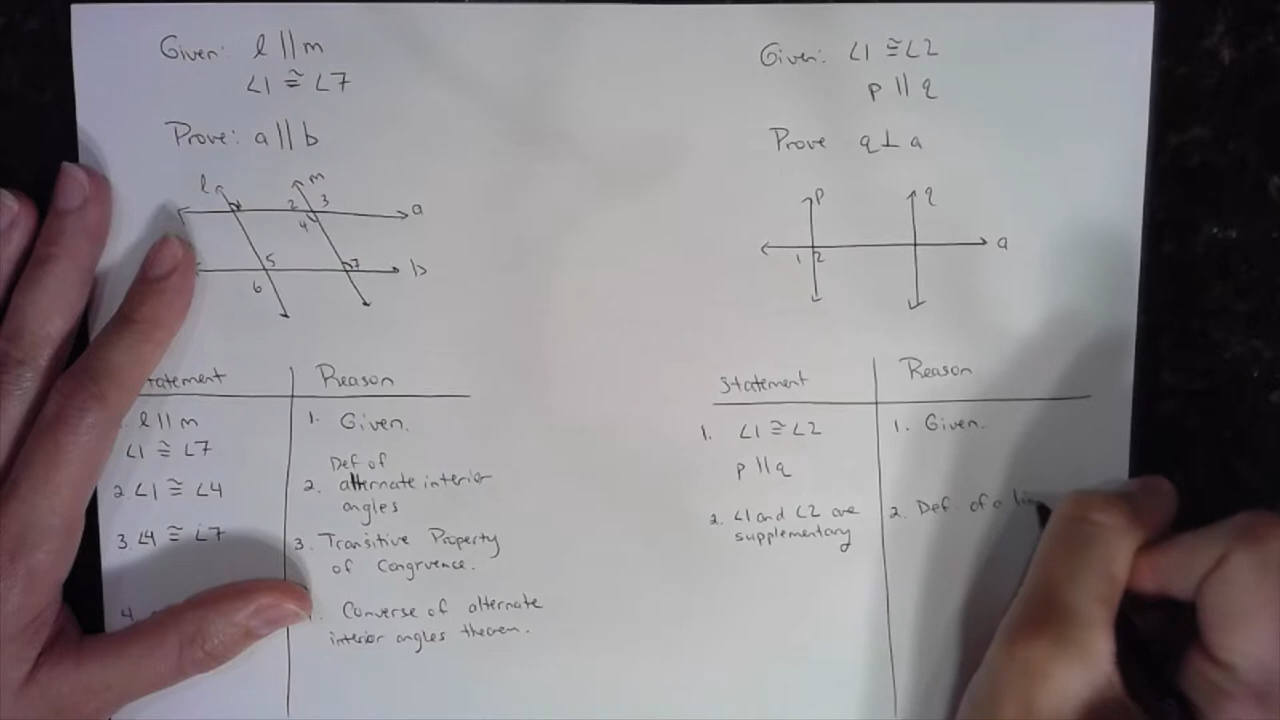 Given: l || m
∠1 ≅ ∠7
Prove: a || b
l
m
2
3
a
4
5
7
b
6
tatement
Reason
l || m
1. Given.
∠1 ≅ ∠7
Def of
2. ∠1 ≅ ∠4
2. alternate interior
angles
3. ∠4 ≅ ∠7
3. Transitive Property
of Congruence.
4
Converse of alternate
interior angles theorem.
Given: ∠1 ≅ ∠2
p || q
Prove q ⊥ a
p
q
a
1
2
Statement
Reason
1. ∠1 ≅ ∠2
1. Given.
p || q
2. ∠1 and ∠2 are
supplementary
2. Def. of a